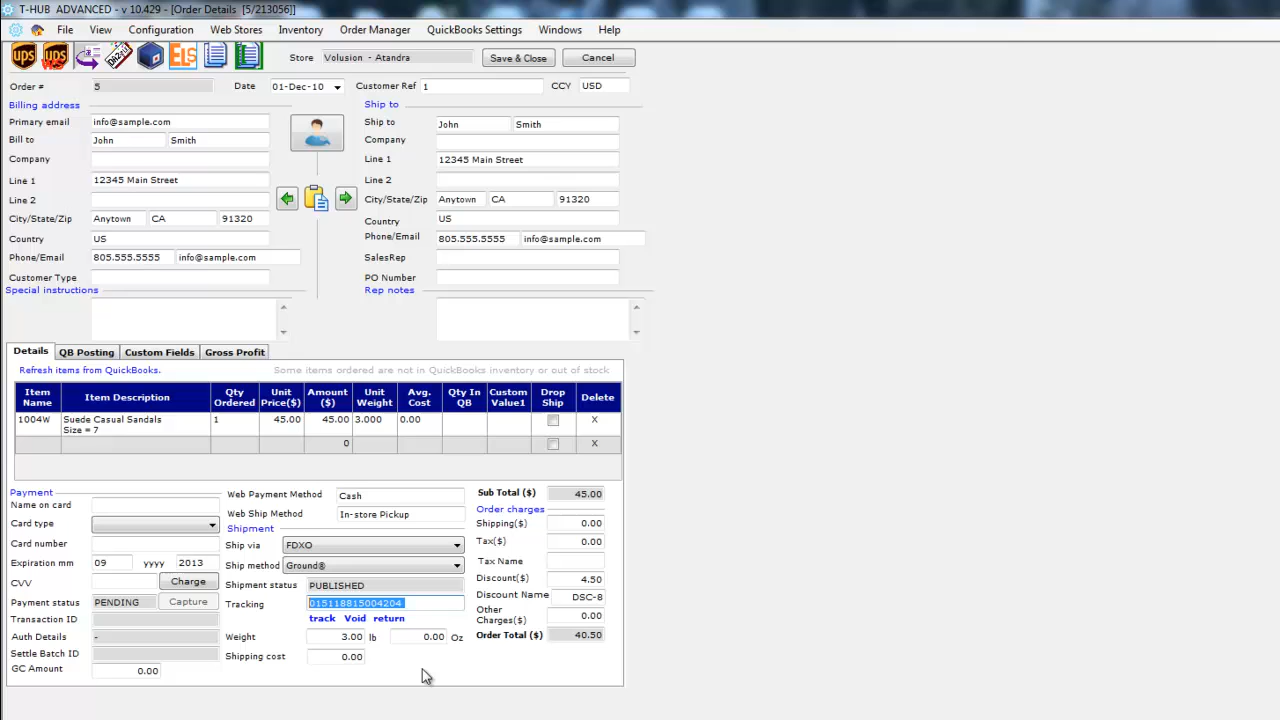 T-HUB ADVANCED - v 10.429 - [Order Details [5/213056]]
File View Configuration Web Stores Inventory Order Manager QuickBooks Settings Windows Help
ups ups DAZZLE ELS Store Volusion - Atandra Save & Close Cancel
Order # 5 Date 01-Dec-10 Customer Ref 1 CCY USD
Billing address Ship to
Primary email info@sample.com Ship to John Smith
Bill to John Smith Company
Company Line 1 12345 Main Street
Line 1 12345 Main Street Line 2
Line 2 City/State/Zip Anytown CA 91320
City/State/Zip Anytown CA 91320 Country US
Country US Phone/Email 805.555.5555 info@sample.com
Phone/Email 805.555.5555 info@sample.com SalesRep
Customer Type PO Number
Special instructions Rep notes
Details QB Posting Custom Fields Gross Profit
Refresh items from QuickBooks. Some items ordered are not in QuickBooks inventory or out of stock
Item Name Item Description Qty Ordered Unit Price($) Amount ($) Unit Weight Avg. Cost Qty In QB Custom Value1 Drop Ship Delete
1004W Suede Casual Sandals 1 45.00 45.00 3.000 0.00 X
Size = 7
0 X
Payment Web Payment Method Cash Sub Total ($) 45.00
Name on card Web Ship Method In-store Pickup Order charges
Card type Shipment Shipping($) 0.00
Card number Ship via FDXO Tax($) 0.00
Expiration mm 09 yyyy 2013 Ship method Ground® Tax Name
CVV Charge Shipment status PUBLISHED Discount($) 4.50
Payment status PENDING Capture Tracking 015118815004204 Discount Name DSC-8
Transaction ID track Void return Other Charges($) 0.00
Auth Details - Weight 3.00 lb 0.00 Oz Order Total ($) 40.50
Settle Batch ID Shipping cost 0.00
GC Amount 0.00